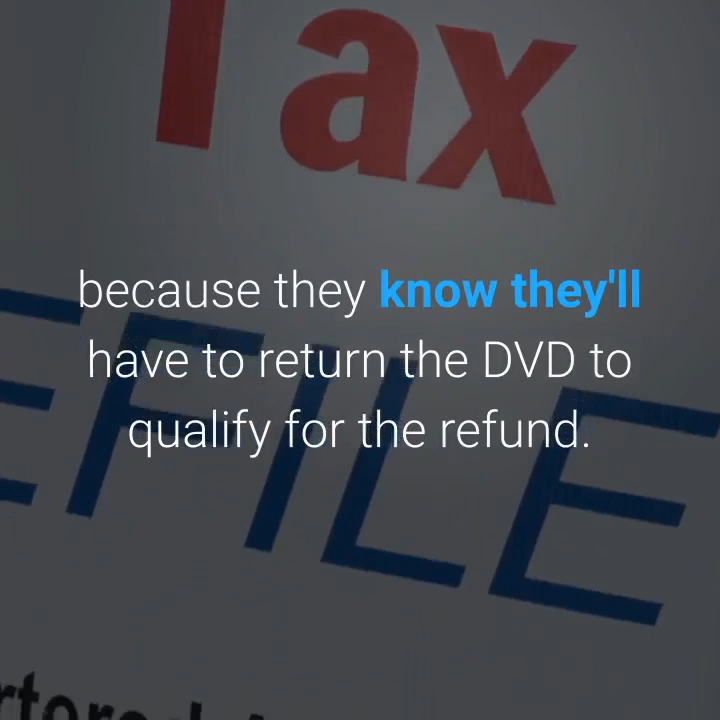 Tax
because they know they'll
have to return the DVD to
qualify for the refund.
EFILE